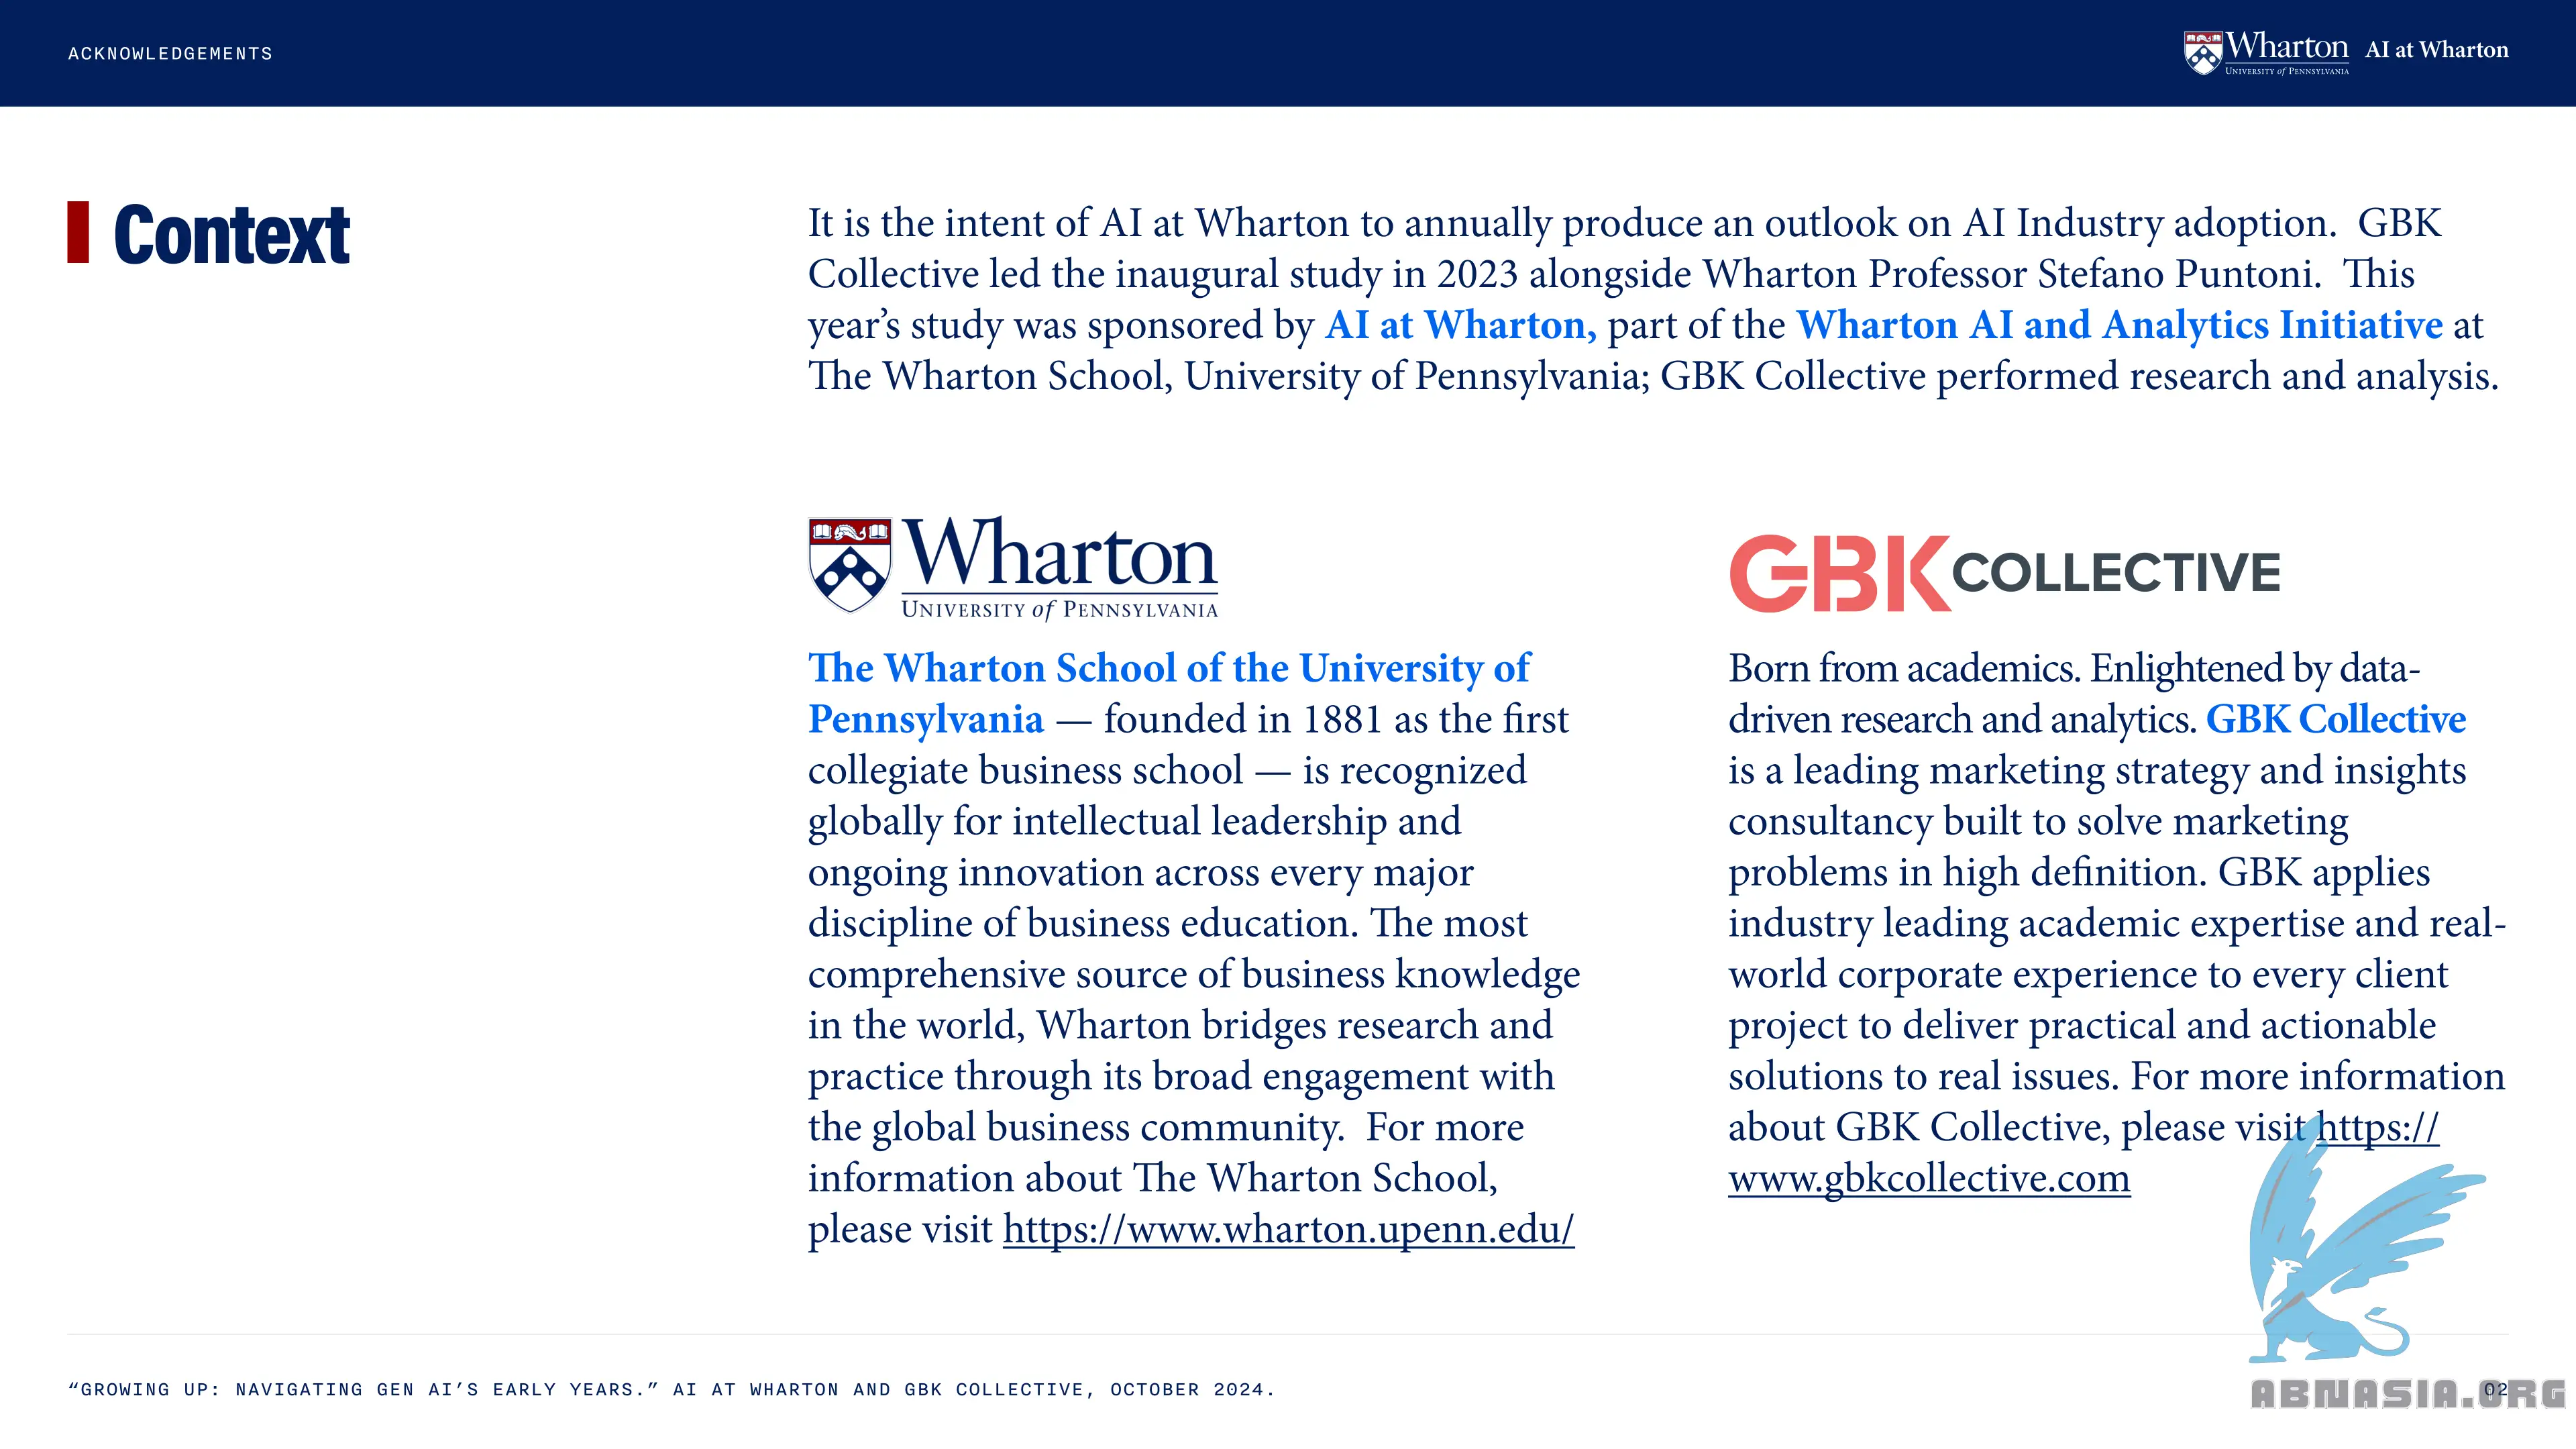 ACKNOWLEDGEMENTS
Wharton
UNIVERSITY of PENNSYLVANIA
AI at Wharton
Context
It is the intent of AI at Wharton to annually produce an outlook on AI Industry adoption.  GBK
Collective led the inaugural study in 2023 alongside Wharton Professor Stefano Puntoni.  This
year’s study was sponsored by AI at Wharton, part of the Wharton AI and Analytics Initiative at
The Wharton School, University of Pennsylvania; GBK Collective performed research and analysis.
Wharton
UNIVERSITY of PENNSYLVANIA
The Wharton School of the University of
Pennsylvania — founded in 1881 as the first
collegiate business school — is recognized
globally for intellectual leadership and
ongoing innovation across every major
discipline of business education. The most
comprehensive source of business knowledge
in the world, Wharton bridges research and
practice through its broad engagement with
the global business community.  For more
information about The Wharton School,
please visit https://www.wharton.upenn.edu/
GBK COLLECTIVE
Born from academics. Enlightened by data-
driven research and analytics. GBK Collective
is a leading marketing strategy and insights
consultancy built to solve marketing
problems in high definition. GBK applies
industry leading academic expertise and real-
world corporate experience to every client
project to deliver practical and actionable
solutions to real issues. For more information
about GBK Collective, please visit https://
www.gbkcollective.com
“GROWING UP: NAVIGATING GEN AI’S EARLY YEARS.” AI AT WHARTON AND GBK COLLECTIVE, OCTOBER 2024.
02
ABNASIA.ORG